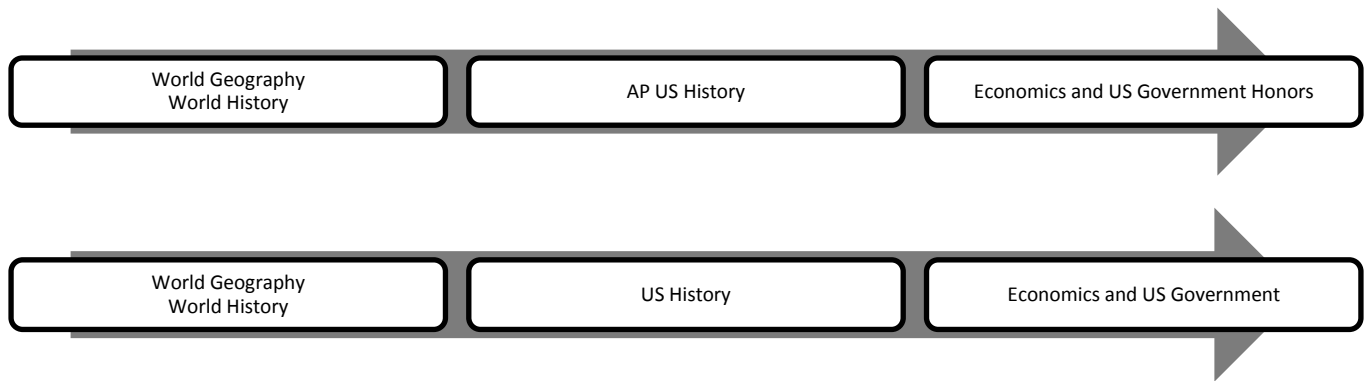 World Geography
World History
AP US History
Economics and US Government Honors
World Geography
World History
US History
Economics and US Government